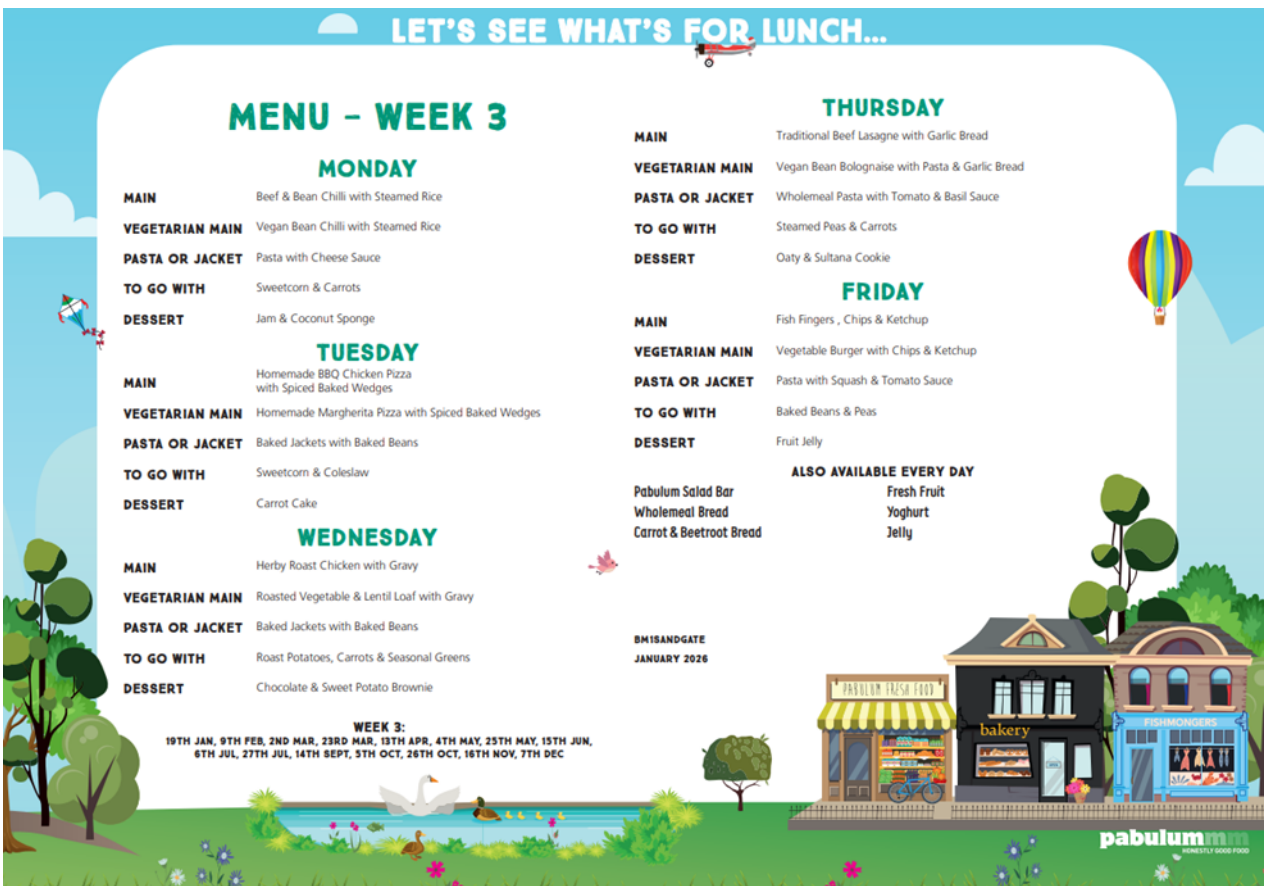 LET'S SEE WHAT'S FOR LUNCH...
MENU – WEEK 3
MONDAY
MAIN Beef & Bean Chilli with Steamed Rice
VEGETARIAN MAIN Vegan Bean Chilli with Steamed Rice
PASTA OR JACKET Pasta with Cheese Sauce
TO GO WITH Sweetcorn & Carrots
DESSERT Jam & Coconut Sponge
TUESDAY
MAIN Homemade BBQ Chicken Pizza
with Spiced Baked Wedges
VEGETARIAN MAIN Homemade Margherita Pizza with Spiced Baked Wedges
PASTA OR JACKET Baked Jackets with Baked Beans
TO GO WITH Sweetcorn & Coleslaw
DESSERT Carrot Cake
WEDNESDAY
MAIN Herby Roast Chicken with Gravy
VEGETARIAN MAIN Roasted Vegetable & Lentil Loaf with Gravy
PASTA OR JACKET Baked Jackets with Baked Beans
TO GO WITH Roast Potatoes, Carrots & Seasonal Greens
DESSERT Chocolate & Sweet Potato Brownie
WEEK 3:
19TH JAN, 9TH FEB, 2ND MAR, 23RD MAR, 13TH APR, 4TH MAY, 25TH MAY, 15TH JUN,
6TH JUL, 27TH JUL, 14TH SEPT, 5TH OCT, 26TH OCT, 16TH NOV, 7TH DEC
THURSDAY
MAIN Traditional Beef Lasagne with Garlic Bread
VEGETARIAN MAIN Vegan Bean Bolognaise with Pasta & Garlic Bread
PASTA OR JACKET Wholemeal Pasta with Tomato & Basil Sauce
TO GO WITH Steamed Peas & Carrots
DESSERT Oaty & Sultana Cookie
FRIDAY
MAIN Fish Fingers , Chips & Ketchup
VEGETARIAN MAIN Vegetable Burger with Chips & Ketchup
PASTA OR JACKET Pasta with Squash & Tomato Sauce
TO GO WITH Baked Beans & Peas
DESSERT Fruit Jelly
ALSO AVAILABLE EVERY DAY
Pabulum Salad Bar Fresh Fruit
Wholemeal Bread Yoghurt
Carrot & Beetroot Bread Jelly
BM1SANDGATE
JANUARY 2026
PABULUM FRESH FOOD
bakery
FISHMONGERS
pabulummm
HONESTLY GOOD FOOD